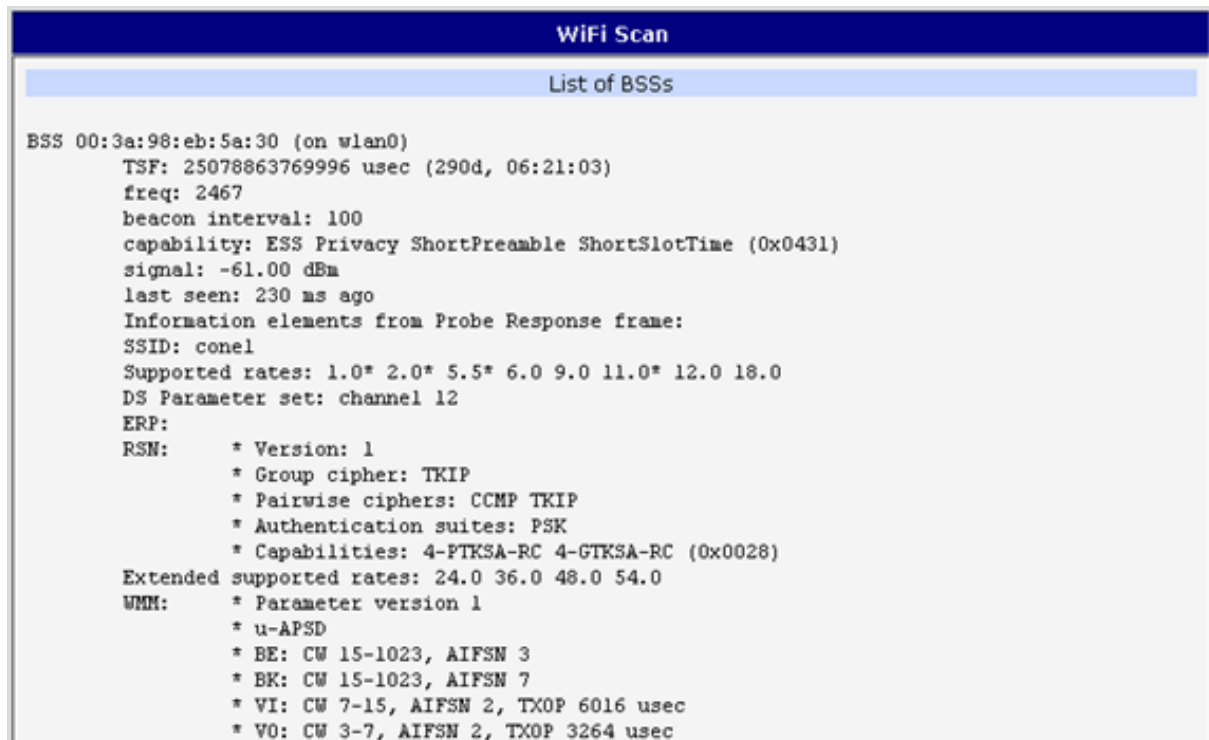 WiFi Scan
List of BSSs
BSS 00:3a:98:eb:5a:30 (on wlan0)
TSF: 25078863769996 usec (290d, 06:21:03)
freq: 2467
beacon interval: 100
capability: ESS Privacy ShortPreamble ShortSlotTime (0x0431)
signal: -61.00 dBm
last seen: 230 ms ago
Information elements from Probe Response frame:
SSID: conel
Supported rates: 1.0* 2.0* 5.5* 6.0 9.0 11.0* 12.0 18.0
DS Parameter set: channel 12
ERP:
RSN: * Version: 1
* Group cipher: TKIP
* Pairwise ciphers: CCMP TKIP
* Authentication suites: PSK
* Capabilities: 4-PTKSA-RC 4-GTKSA-RC (0x0028)
Extended supported rates: 24.0 36.0 48.0 54.0
WMM: * Parameter version 1
* u-APSD
* BE: CW 15-1023, AIFSN 3
* BK: CW 15-1023, AIFSN 7
* VI: CW 7-15, AIFSN 2, TXOP 6016 usec
* VO: CW 3-7, AIFSN 2, TXOP 3264 usec